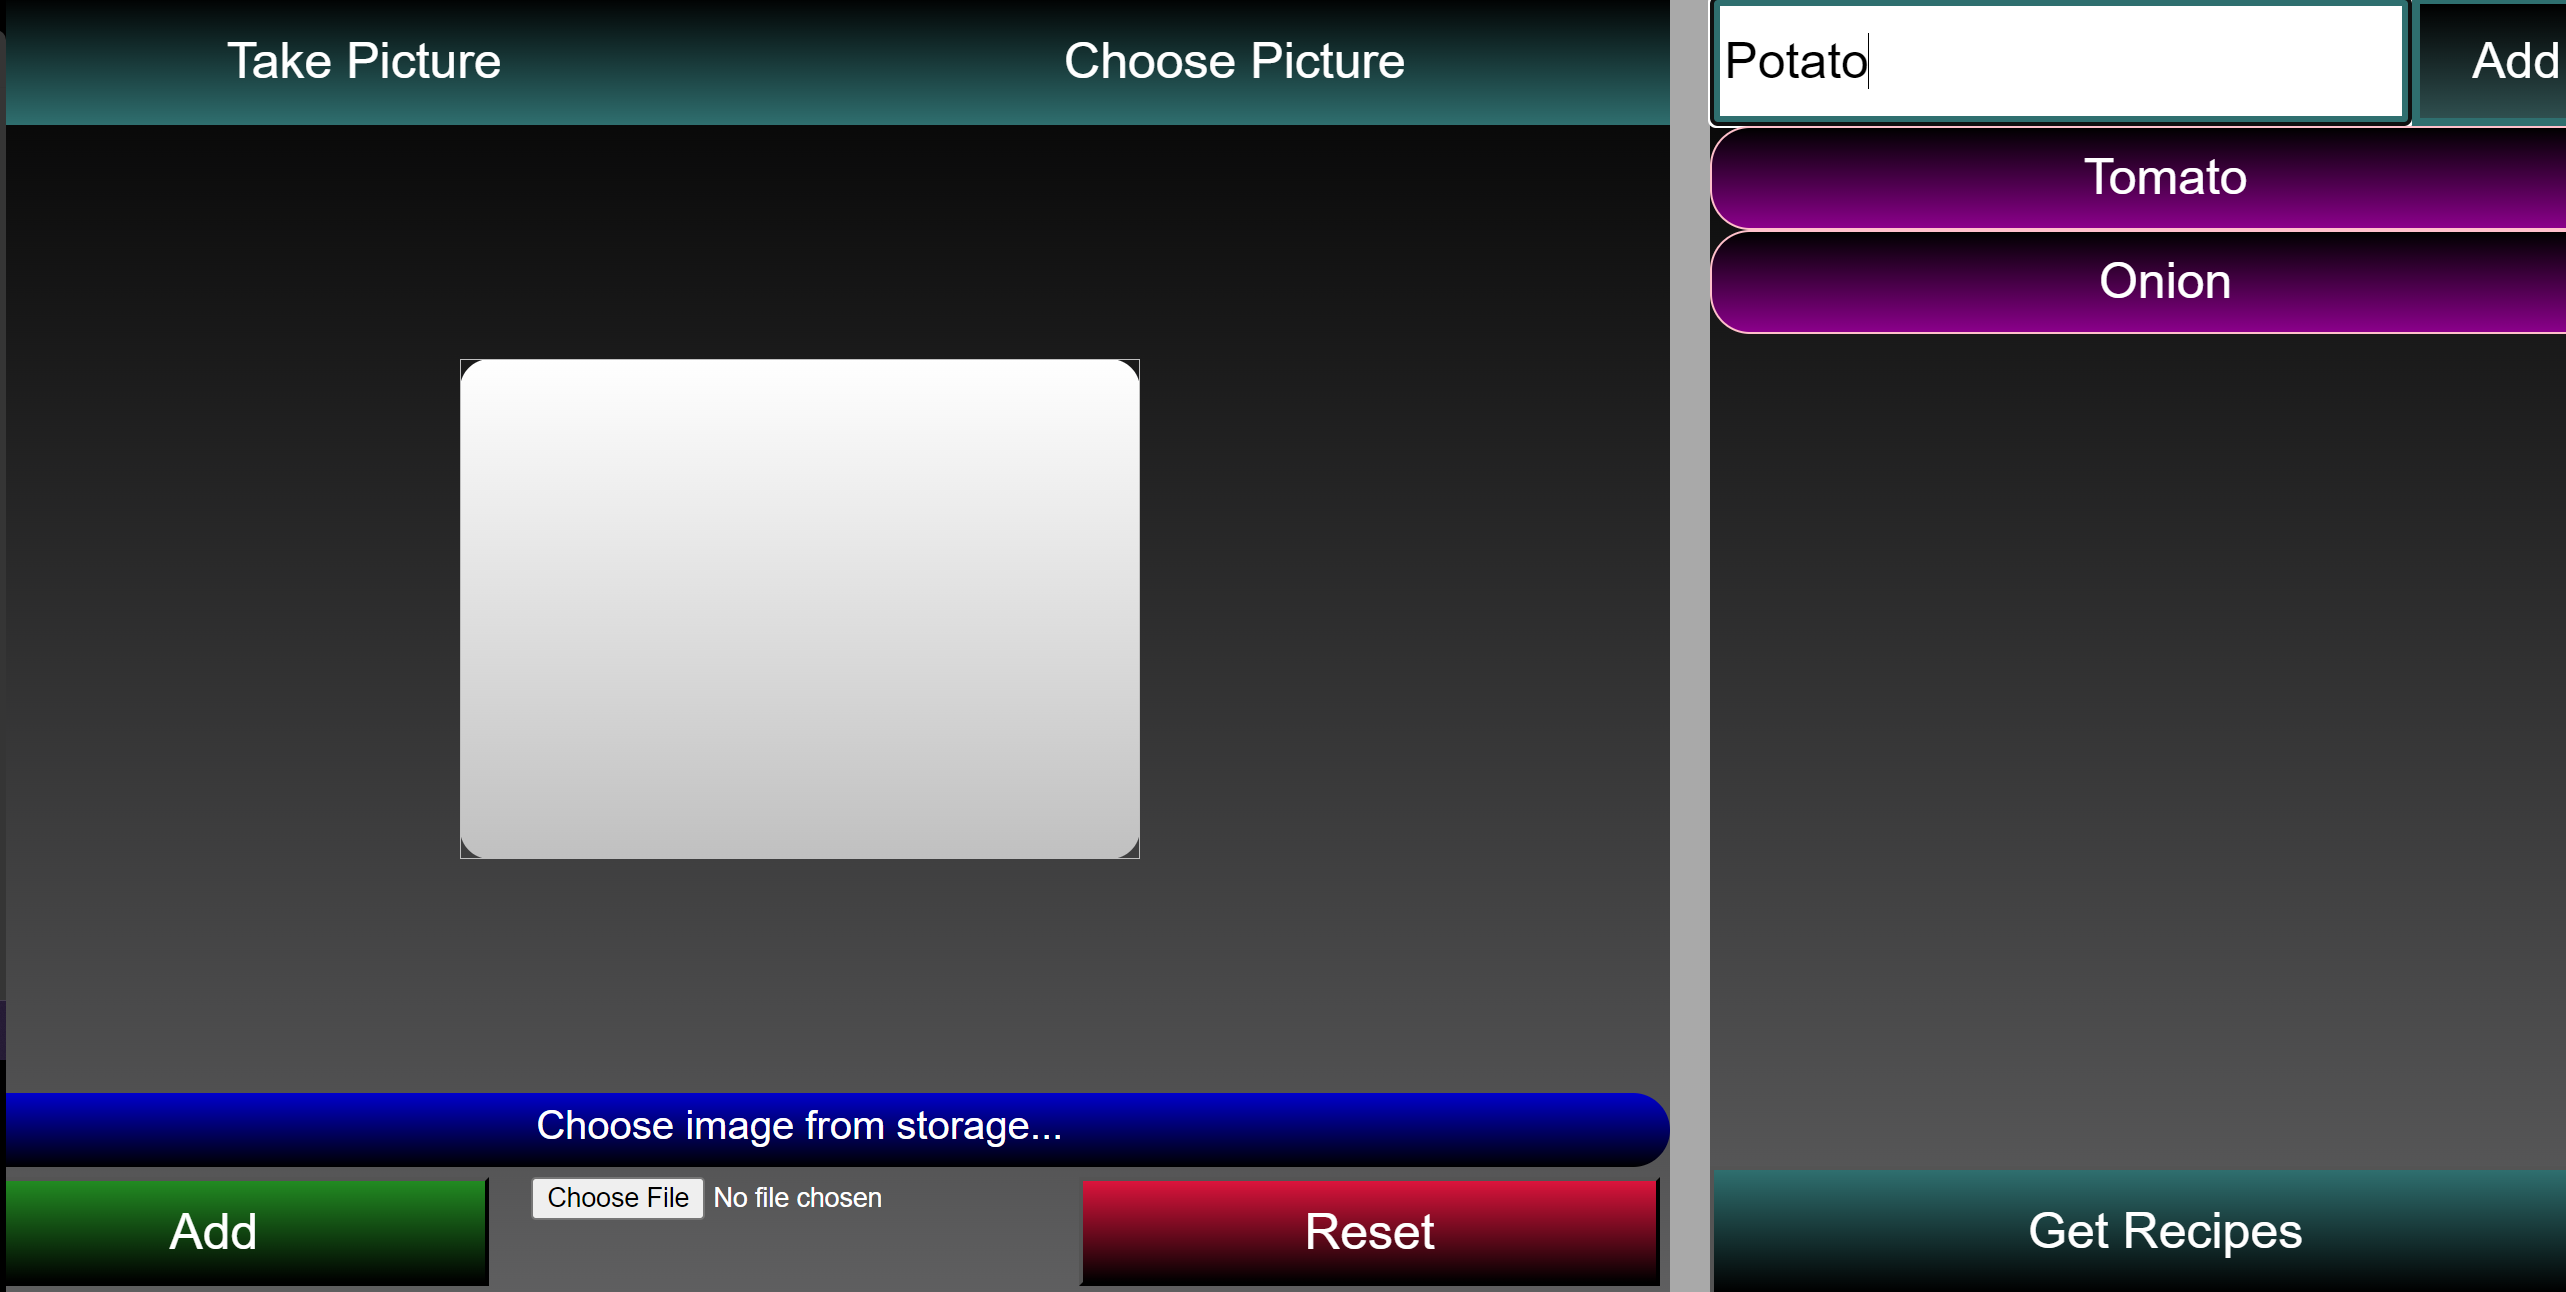 Take Picture
Choose Picture
Choose image from storage...
Add
Choose File No file chosen
Reset
Potato
Add
Tomato
Onion
Get Recipes